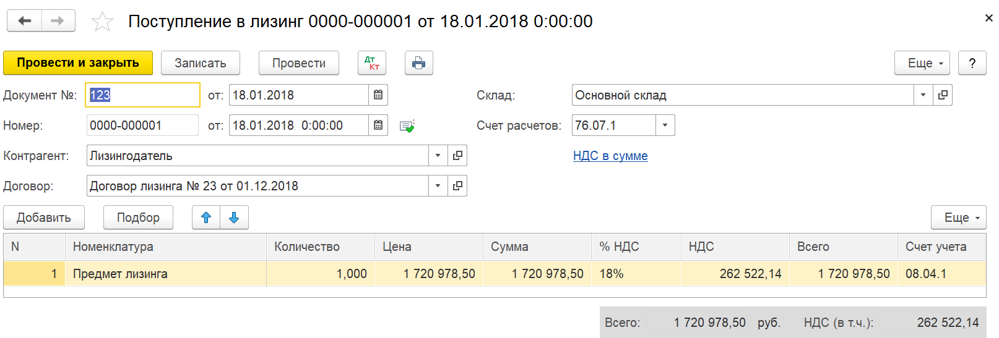 Поступление в лизинг 0000-000001 от 18.01.2018 0:00:00 ×
Провести и закрыть Записать Провести Дт Кт Еще ?
Документ №: 123 от: 18.01.2018 Склад: Основной склад
Номер: 0000-000001 от: 18.01.2018 0:00:00 Счет расчетов: 76.07.1
Контрагент: Лизингодатель НДС в сумме
Договор: Договор лизинга № 23 от 01.12.2018
Добавить Подбор Еще
N Номенклатура Количество Цена Сумма % НДС НДС Всего Счет учета
1 Предмет лизинга 1,000 1 720 978,50 1 720 978,50 18% 262 522,14 1 720 978,50 08.04.1
Всего: 1 720 978,50 руб. НДС (в т.ч.): 262 522,14